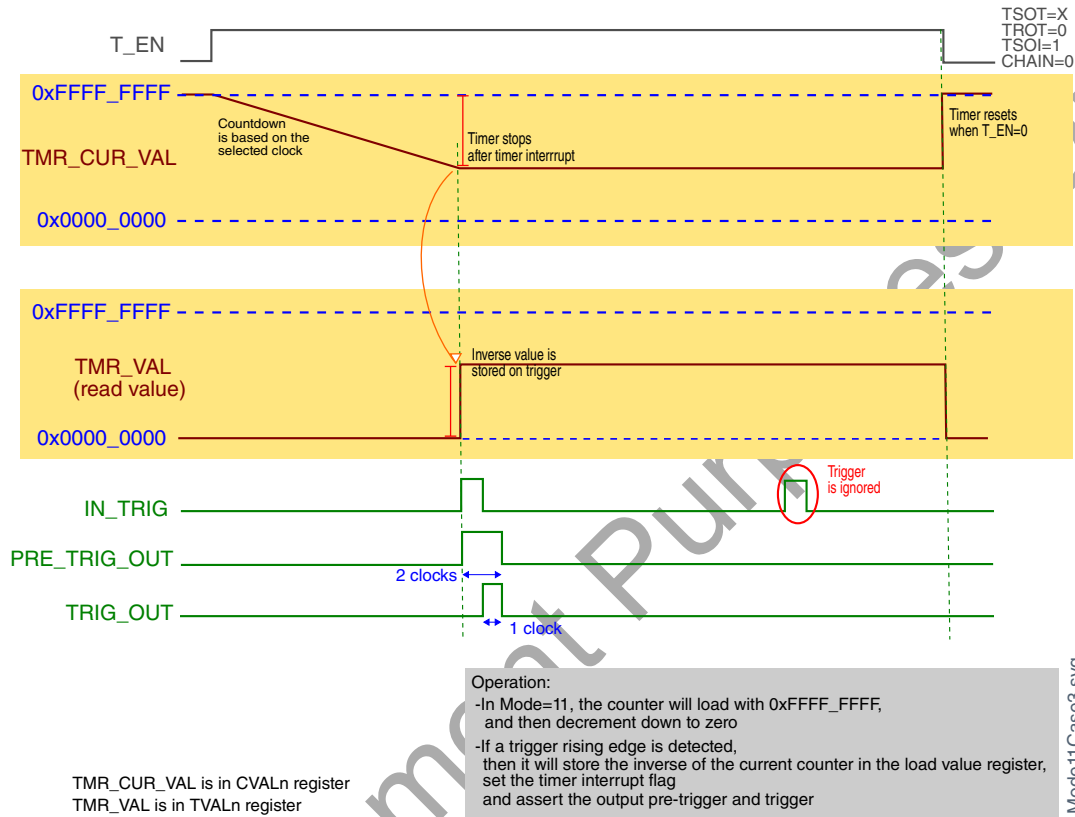 TSOT=X
TROT=0
TSOI=1
CHAIN=0
T_EN
0xFFFF_FFFF
Countdown
is based on the
selected clock
Timer stops
after timer interrrupt
Timer resets
when T_EN=0
TMR_CUR_VAL
0x0000_0000
0xFFFF_FFFF
Inverse value is
stored on trigger
TMR_VAL
(read value)
0x0000_0000
Trigger
is ignored
IN_TRIG
PRE_TRIG_OUT
2 clocks
TRIG_OUT
1 clock
Operation:
-In Mode=11, the counter will load with 0xFFFF_FFFF,
and then decrement down to zero
-If a trigger rising edge is detected,
then it will store the inverse of the current counter in the load value register,
set the timer interrupt flag
and assert the output pre-trigger and trigger
TMR_CUR_VAL is in CVALn register
TMR_VAL is in TVALn register
Mode11Case3.svg